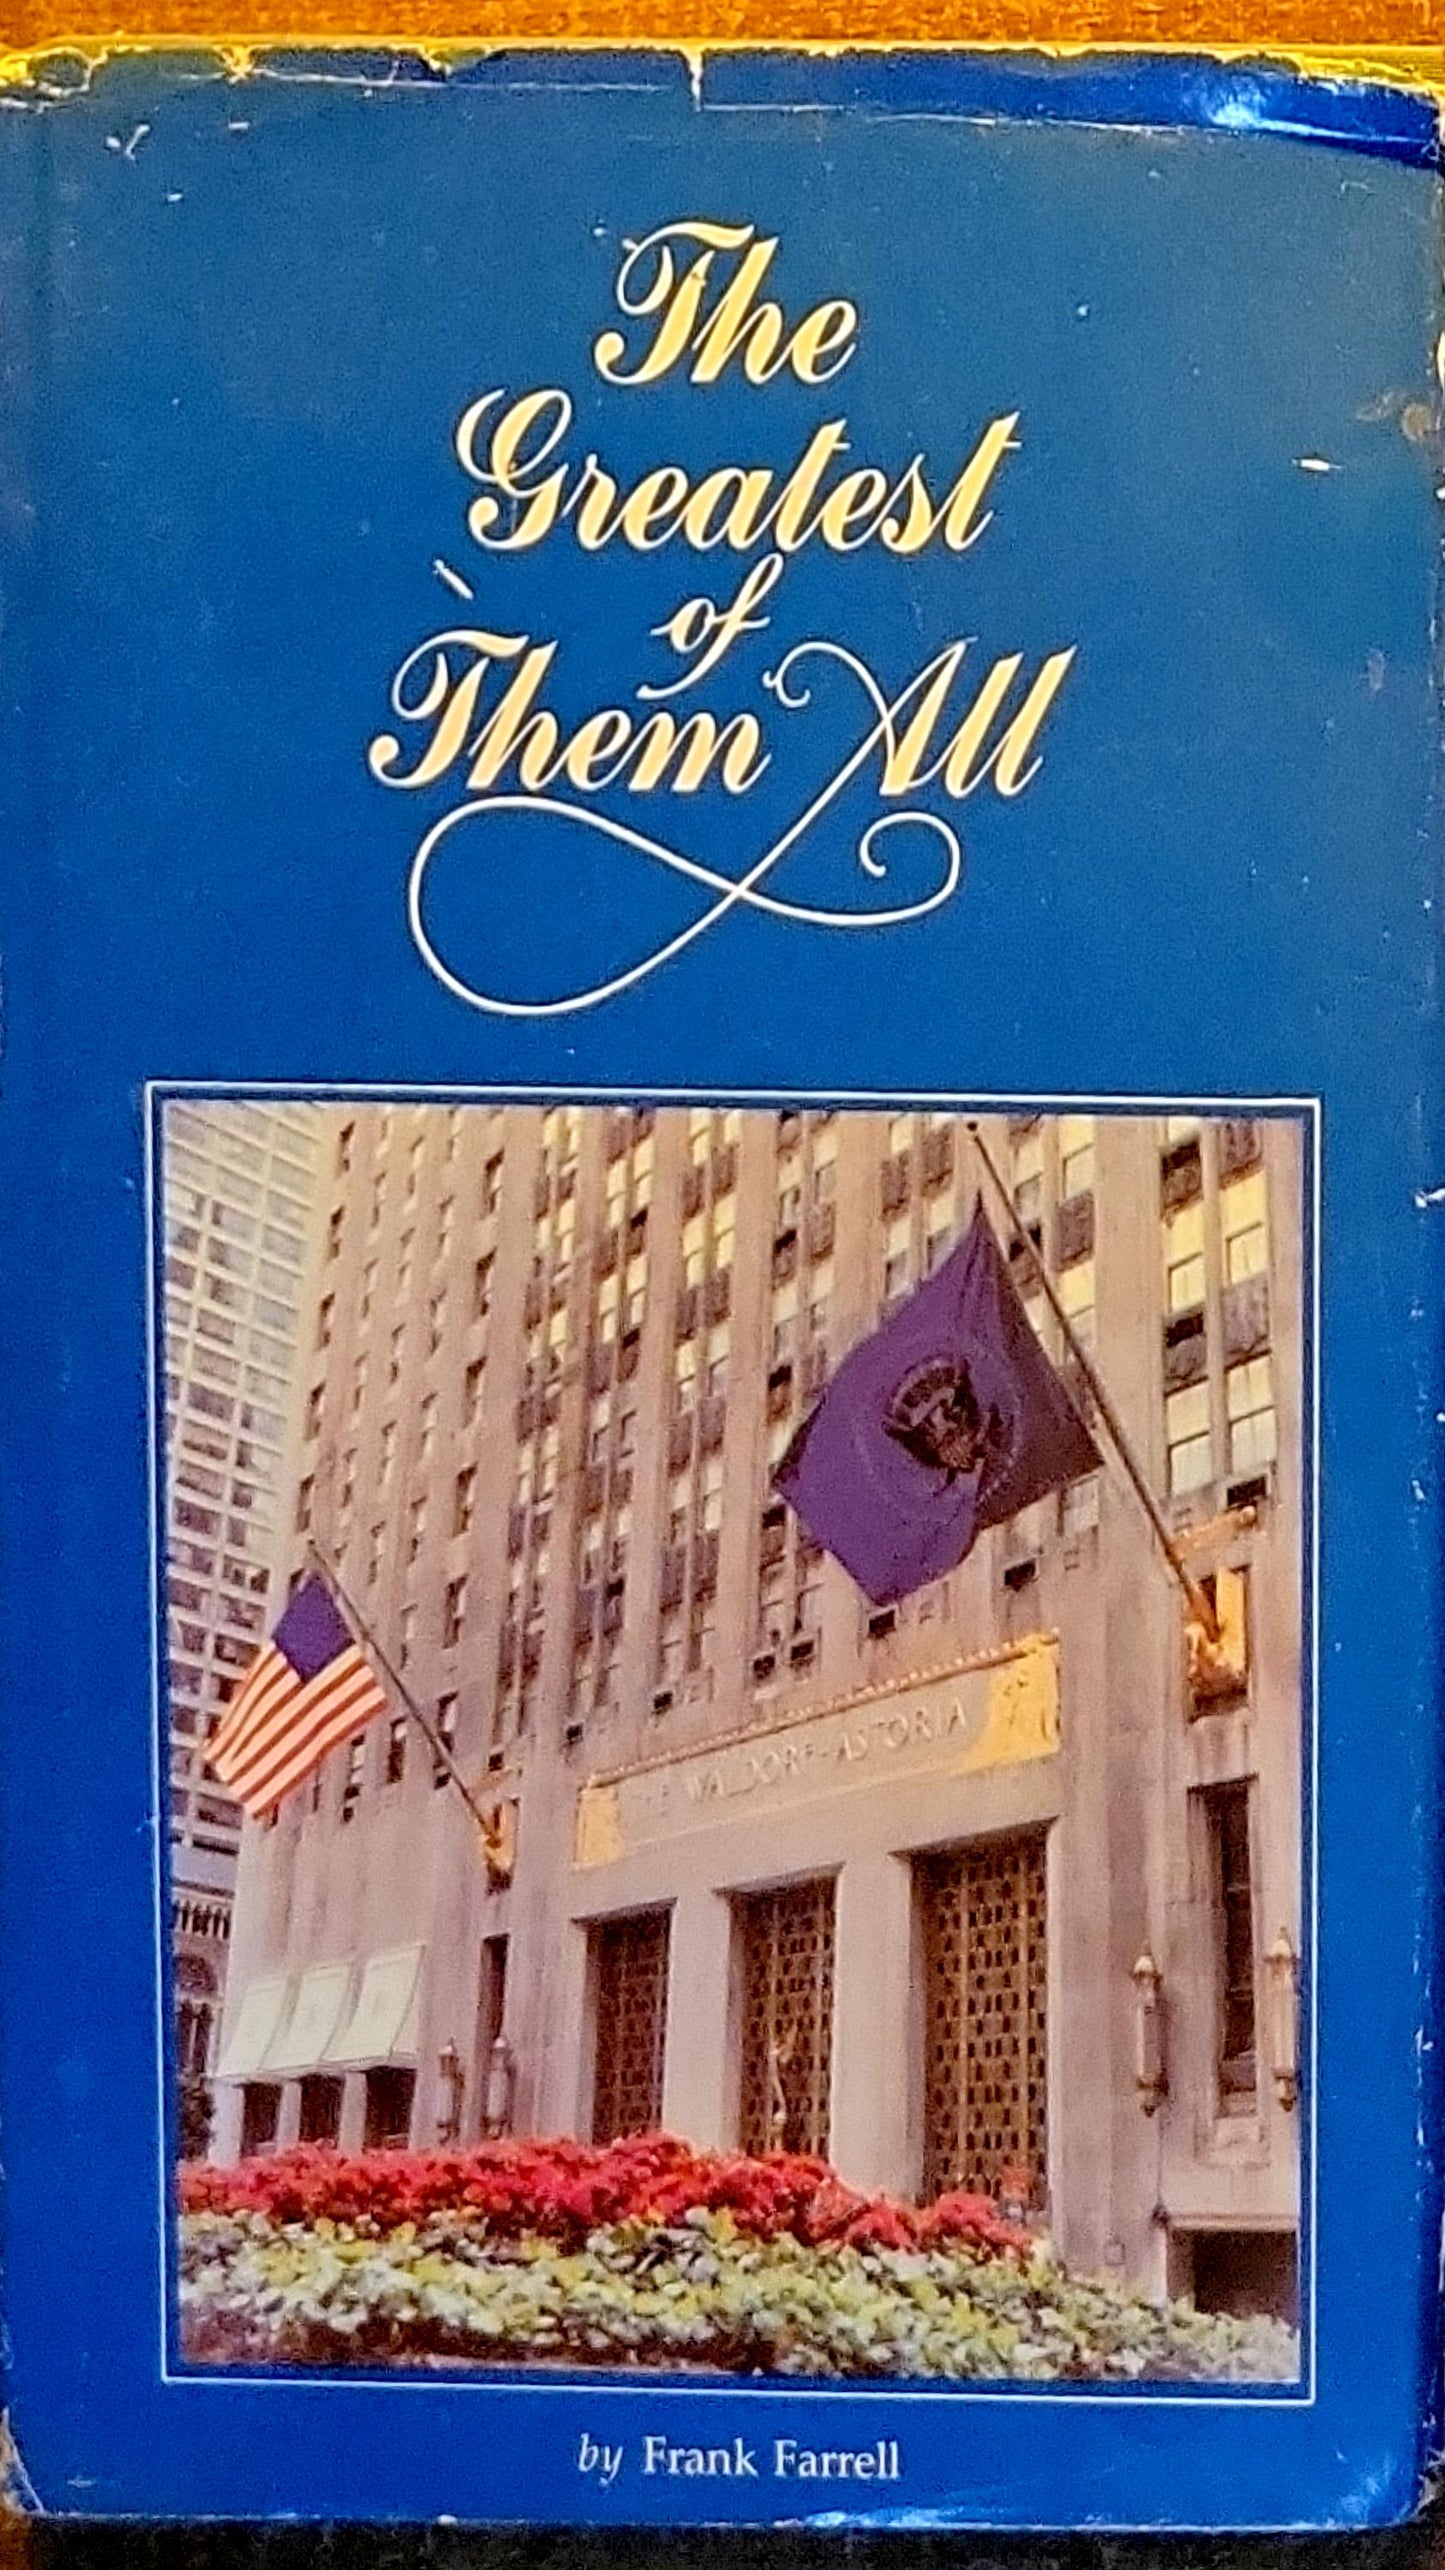 The
Greatest
of
Them All
THE WALDORF-ASTORIA
by Frank Farrell